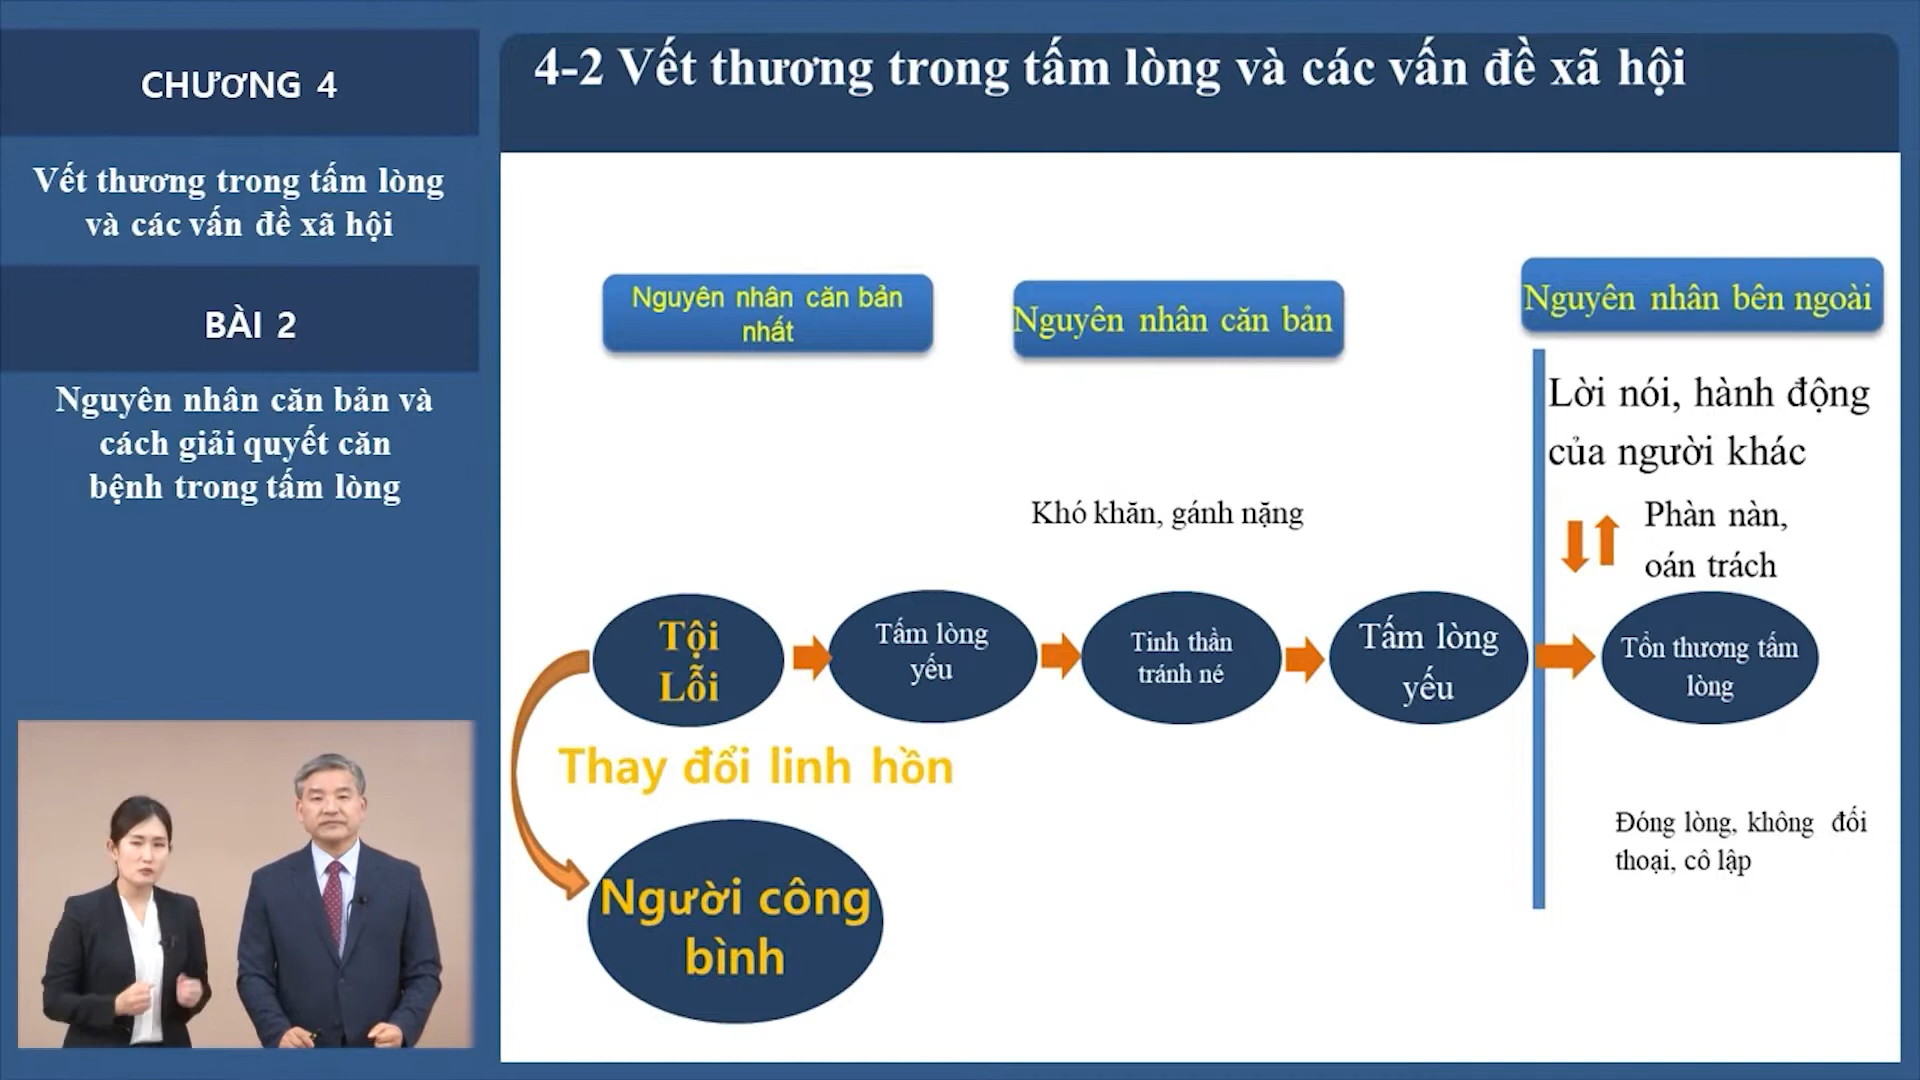 CHƯƠNG 4
Vết thương trong tấm lòng
và các vấn đề xã hội
BÀI 2
Nguyên nhân căn bản và
cách giải quyết căn
bệnh trong tấm lòng
4-2 Vết thương trong tấm lòng và các vấn đề xã hội
Nguyên nhân căn bản
nhất
Nguyên nhân căn bản
Nguyên nhân bên ngoài
Lời nói, hành động
của người khác
Khó khăn, gánh nặng
Phàn nàn,
oán trách
Tội
Lỗi
Tấm lòng
yếu
Tinh thần
tránh né
Tấm lòng
yếu
Tổn thương tấm
lòng
Thay đổi linh hồn
Đóng lòng, không đối
thoại, cô lập
Người công
bình